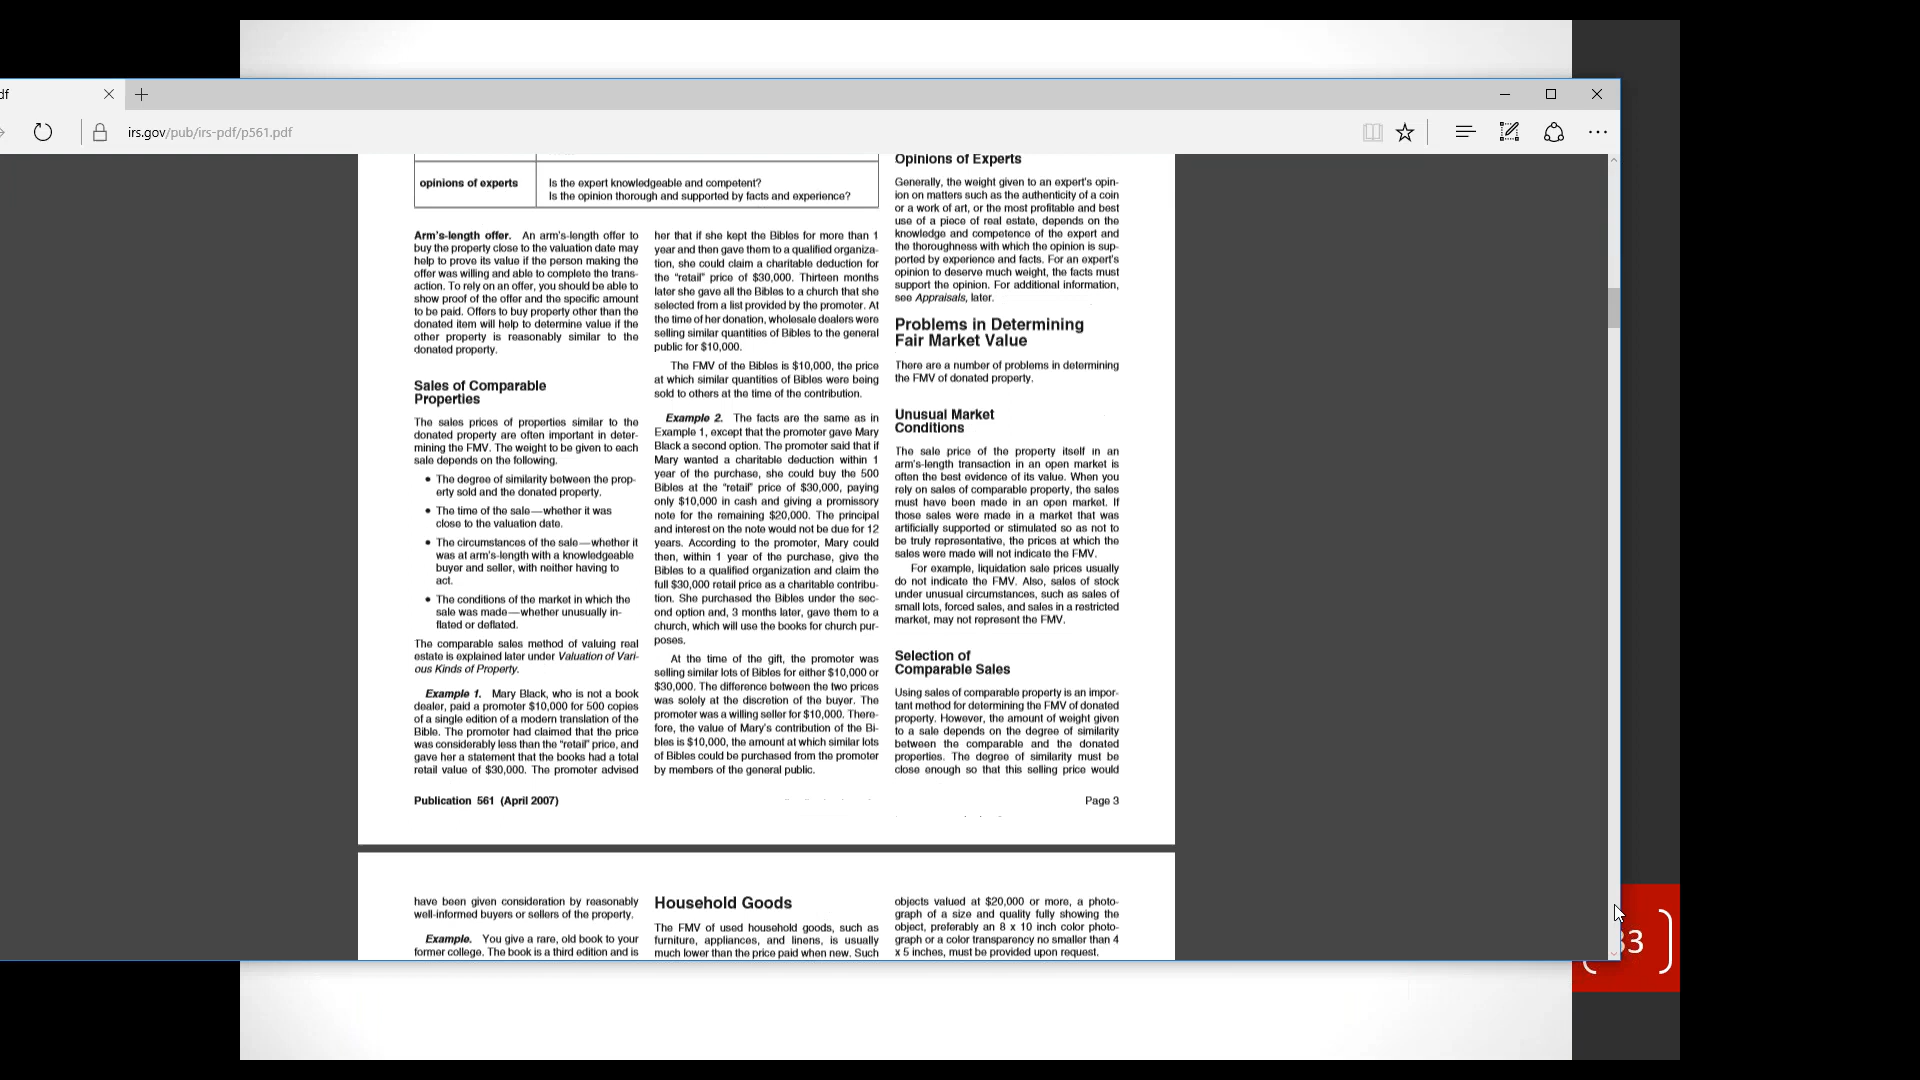 df
irs.gov/pub/irs-pdf/p561.pdf
opinions of experts
Is the expert knowledgeable and competent?
Is the opinion thorough and supported by facts and experience?
Arm's-length offer. An arm's-length offer to
buy the property close to the valuation date may
help to prove its value if the person making the
offer was willing and able to complete the trans-
action. To rely on an offer, you should be able to
show proof of the offer and the specific amount
to be paid. Offers to buy property other than the
donated item will help to determine value if the
other property is reasonably similar to the
donated property.
Sales of Comparable
Properties
The sales prices of properties similar to the
donated property are often important in deter-
mining the FMV. The weight to be given to each
sale depends on the following.
• The degree of similarity between the prop-
erty sold and the donated property.
• The time of the sale—whether it was
close to the valuation date.
• The circumstances of the sale—whether it
was at arm's-length with a knowledgeable
buyer and seller, with neither having to
act.
• The conditions of the market in which the
sale was made—whether unusually in-
flated or deflated.
The comparable sales method of valuing real
estate is explained later under Valuation of Vari-
ous Kinds of Property.
Example 1. Mary Black, who is not a book
dealer, paid a promoter $10,000 for 500 copies
of a single edition of a modern translation of the
Bible. The promoter had claimed that the price
was considerably less than the "retail" price, and
gave her a statement that the books had a total
retail value of $30,000. The promoter advised
her that if she kept the Bibles for more than 1
year and then gave them to a qualified organiza-
tion, she could claim a charitable deduction for
the "retail" price of $30,000. Thirteen months
later she gave all the Bibles to a church that she
selected from a list provided by the promoter. At
the time of her donation, wholesale dealers were
selling similar quantities of Bibles to the general
public for $10,000.
The FMV of the Bibles is $10,000, the price
at which similar quantities of Bibles were being
sold to others at the time of the contribution.
Example 2. The facts are the same as in
Example 1, except that the promoter gave Mary
Black a second option. The promoter said that if
Mary wanted a charitable deduction within 1
year of the purchase, she could buy the 500
Bibles at the "retail" price of $30,000, paying
only $10,000 in cash and giving a promissory
note for the remaining $20,000. The principal
and interest on the note would not be due for 12
years. According to the promoter, Mary could
then, within 1 year of the purchase, give the
Bibles to a qualified organization and claim the
full $30,000 retail price as a charitable contribu-
tion. She purchased the Bibles under the sec-
ond option and, 3 months later, gave them to a
church, which will use the books for church pur-
poses.
At the time of the gift, the promoter was
selling similar lots of Bibles for either $10,000 or
$30,000. The difference between the two prices
was solely at the discretion of the buyer. The
promoter was a willing seller for $10,000. There-
fore, the value of Mary's contribution of the Bi-
bles is $10,000, the amount at which similar lots
of Bibles could be purchased from the promoter
by members of the general public.
Opinions of Experts
Generally, the weight given to an expert's opin-
ion on matters such as the authenticity of a coin
or a work of art, or the most profitable and best
use of a piece of real estate, depends on the
knowledge and competence of the expert and
the thoroughness with which the opinion is sup-
ported by experience and facts. For an expert's
opinion to deserve much weight, the facts must
support the opinion. For additional information,
see Appraisals, later.
Problems in Determining
Fair Market Value
There are a number of problems in determining
the FMV of donated property.
Unusual Market
Conditions
The sale price of the property itself in an
arm's-length transaction in an open market is
often the best evidence of its value. When you
rely on sales of comparable property, the sales
must have been made in an open market. If
those sales were made in a market that was
artificially supported or stimulated so as not to
be truly representative, the prices at which the
sales were made will not indicate the FMV.
For example, liquidation sale prices usually
do not indicate the FMV. Also, sales of stock
under unusual circumstances, such as sales of
small lots, forced sales, and sales in a restricted
market, may not represent the FMV.
Selection of
Comparable Sales
Using sales of comparable property is an impor-
tant method for determining the FMV of donated
property. However, the amount of weight given
to a sale depends on the degree of similarity
between the comparable and the donated
properties. The degree of similarity must be
close enough so that this selling price would
Publication 561 (April 2007)
Page 3
have been given consideration by reasonably
well-informed buyers or sellers of the property.
Example. You give a rare, old book to your
former college. The book is a third edition and is
Household Goods
The FMV of used household goods, such as
furniture, appliances, and linens, is usually
much lower than the price paid when new. Such
objects valued at $20,000 or more, a photo-
graph of a size and quality fully showing the
object, preferably an 8 x 10 inch color photo-
graph or a color transparency no smaller than 4
x 5 inches, must be provided upon request.